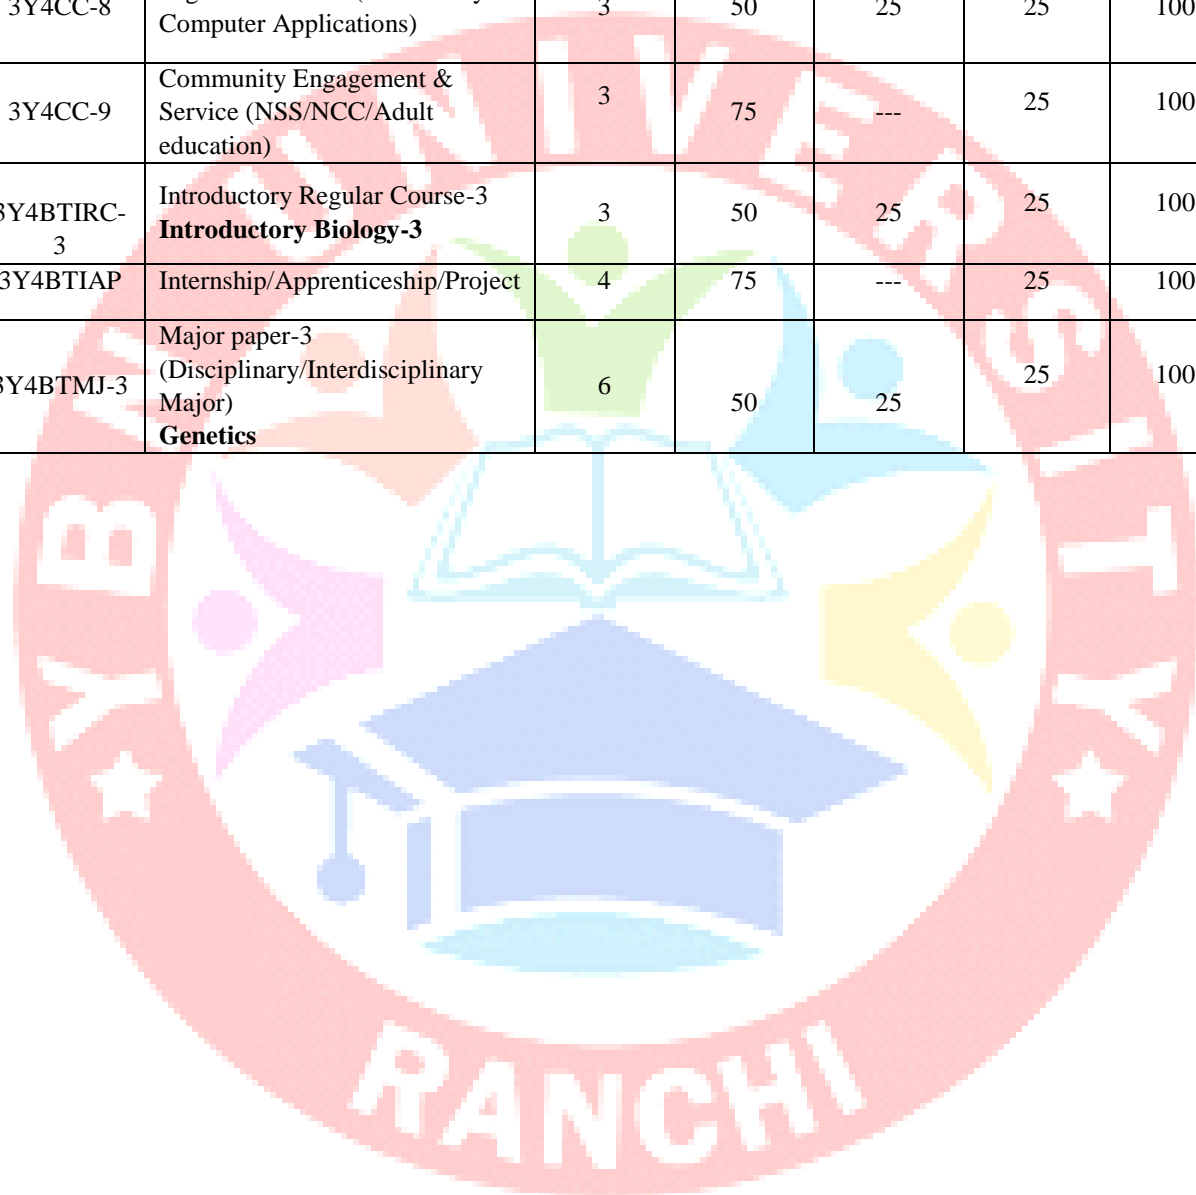 3Y4CC-8
Computer Applications)
3 50 25 25 100
3Y4CC-9
Community Engagement &
Service (NSS/NCC/Adult
education)
3 75 --- 25 100
3Y4BTIRC-
3
Introductory Regular Course-3
Introductory Biology-3
3 50 25 25 100
3Y4BTIAP Internship/Apprenticeship/Project 4 75 --- 25 100
3Y4BTMJ-3
Major paper-3
(Disciplinary/Interdisciplinary
Major)
Genetics
6 50 25 25 100
YBN UNIVERSITY
RANCHI